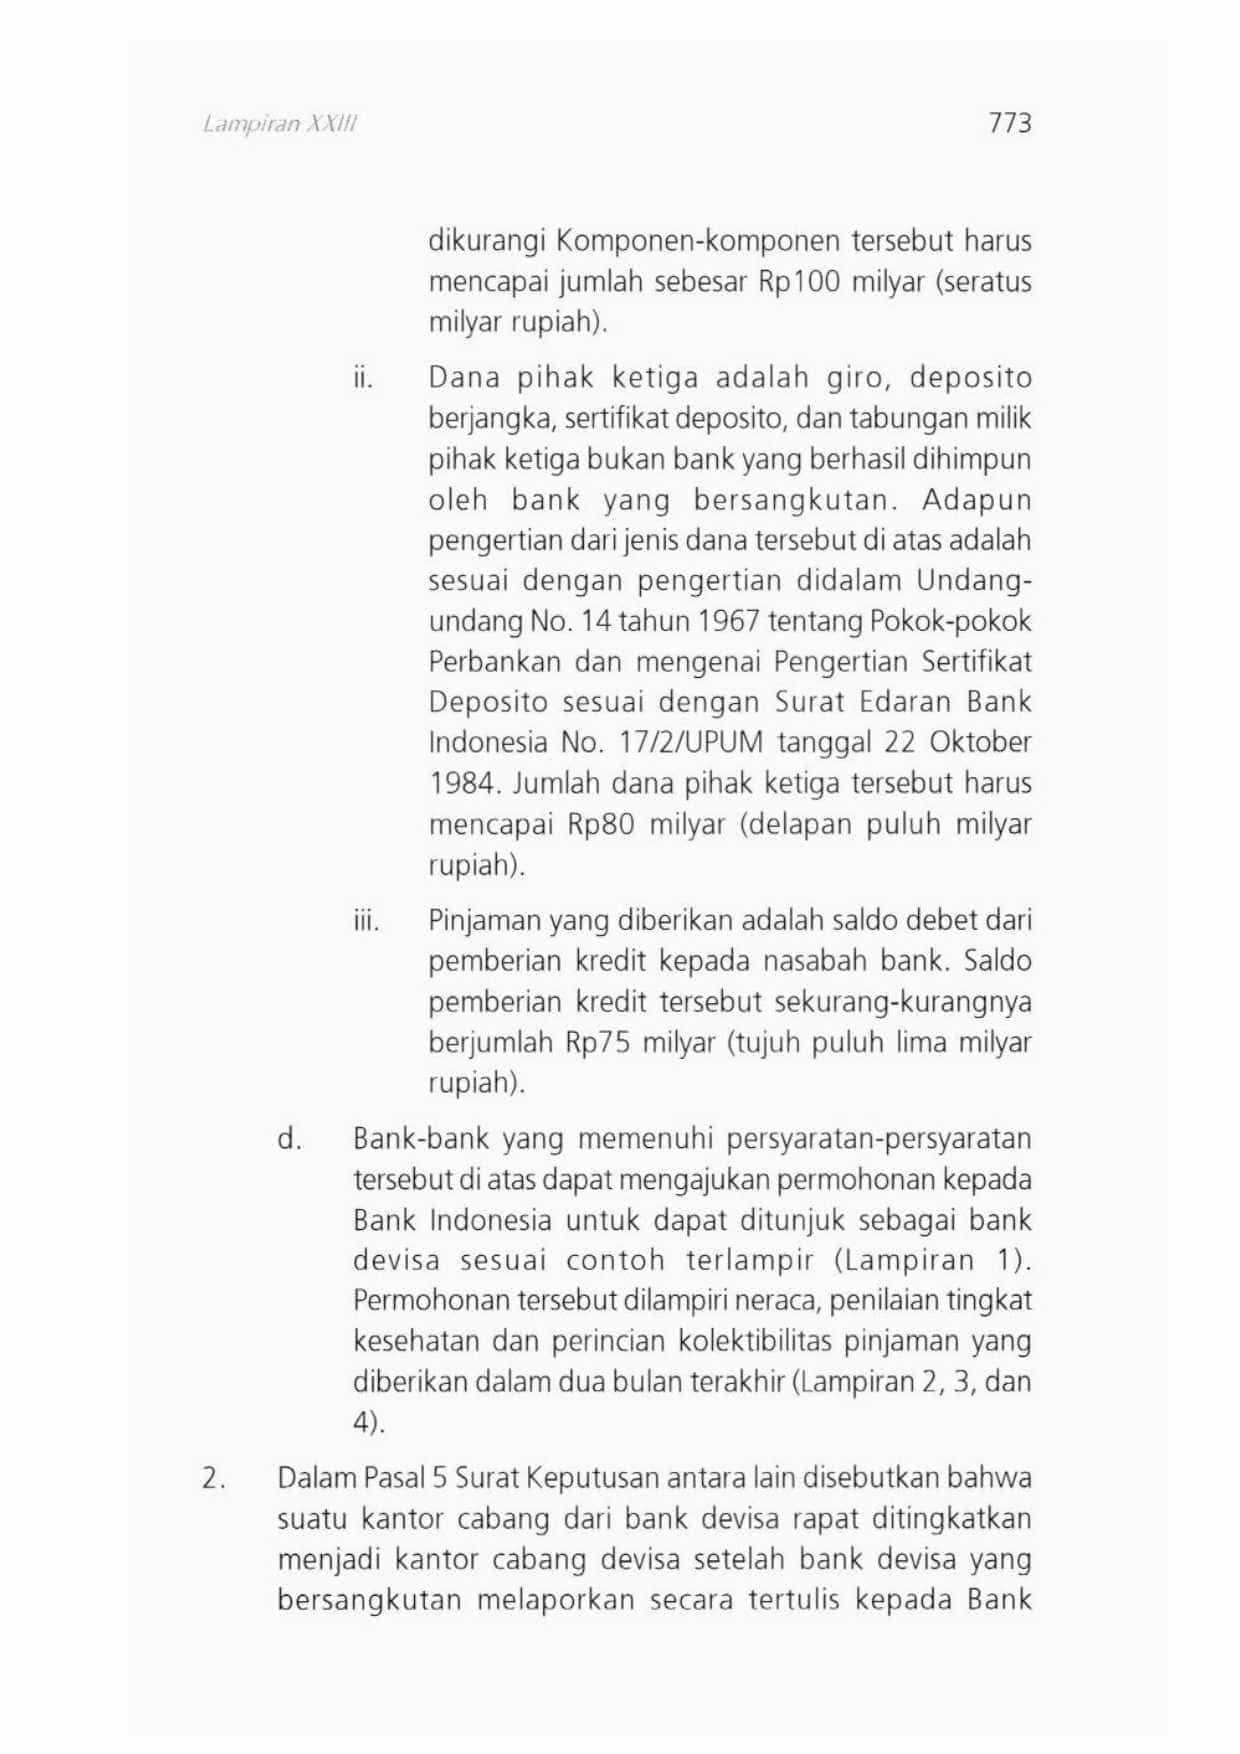 Lampiran XXIII 773
dikurangi Komponen-komponen tersebut harus
mencapai jumlah sebesar Rp100 milyar (seratus
milyar rupiah).
ii. Dana pihak ketiga adalah giro, deposito
berjangka, sertifikat deposito, dan tabungan milik
pihak ketiga bukan bank yang berhasil dihimpun
oleh bank yang bersangkutan. Adapun
pengertian dari jenis dana tersebut di atas adalah
sesuai dengan pengertian didalam Undang-
undang No. 14 tahun 1967 tentang Pokok-pokok
Perbankan dan mengenai Pengertian Sertifikat
Deposito sesuai dengan Surat Edaran Bank
Indonesia No. 17/2/UPUM tanggal 22 Oktober
1984. Jumlah dana pihak ketiga tersebut harus
mencapai Rp80 milyar (delapan puluh milyar
rupiah).
iii. Pinjaman yang diberikan adalah saldo debet dari
pemberian kredit kepada nasabah bank. Saldo
pemberian kredit tersebut sekurang-kurangnya
berjumlah Rp75 milyar (tujuh puluh lima milyar
rupiah).
d. Bank-bank yang memenuhi persyaratan-persyaratan
tersebut di atas dapat mengajukan permohonan kepada
Bank Indonesia untuk dapat ditunjuk sebagai bank
devisa sesuai contoh terlampir (Lampiran 1).
Permohonan tersebut dilampiri neraca, penilaian tingkat
kesehatan dan perincian kolektibilitas pinjaman yang
diberikan dalam dua bulan terakhir (Lampiran 2, 3, dan
4).
2. Dalam Pasal 5 Surat Keputusan antara lain disebutkan bahwa
suatu kantor cabang dari bank devisa rapat ditingkatkan
menjadi kantor cabang devisa setelah bank devisa yang
bersangkutan melaporkan secara tertulis kepada Bank